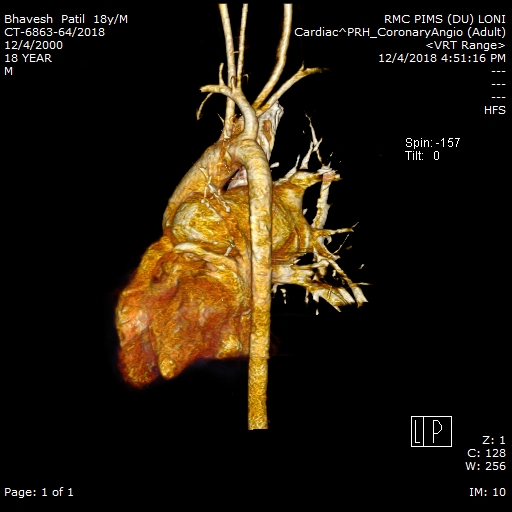 Bhavesh Patil 18y/M
CT-6863-64/2018
12/4/2000
18 YEAR
M
RMC PIMS (DU) LONI
Cardiac^PRH_CoronaryAngio (Adult)
<VRT Range>
12/4/2018 4:51:16 PM
---
---
---
HFS
Spin: -157
Tilt: 0
L P
Z: 1
C: 128
W: 256
Page: 1 of 1
IM: 10